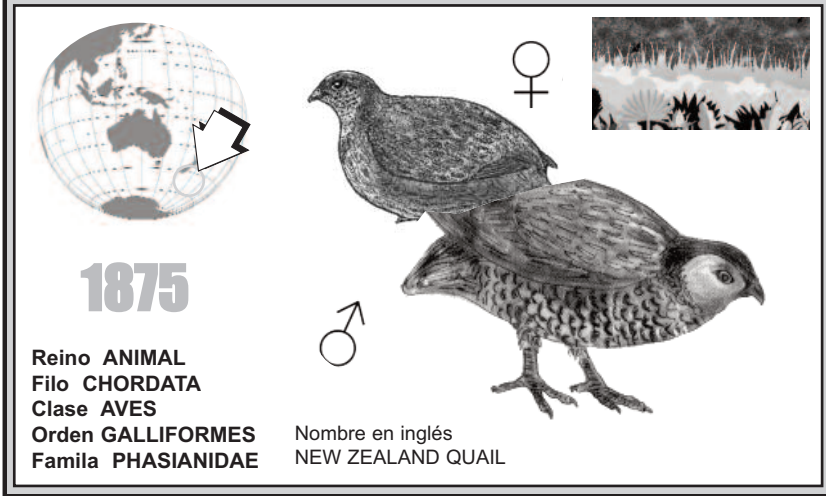 1875
Reino ANIMAL
Filo CHORDATA
Clase AVES
Orden GALLIFORMES
Famila PHASIANIDAE
Nombre en inglés
NEW ZEALAND QUAIL